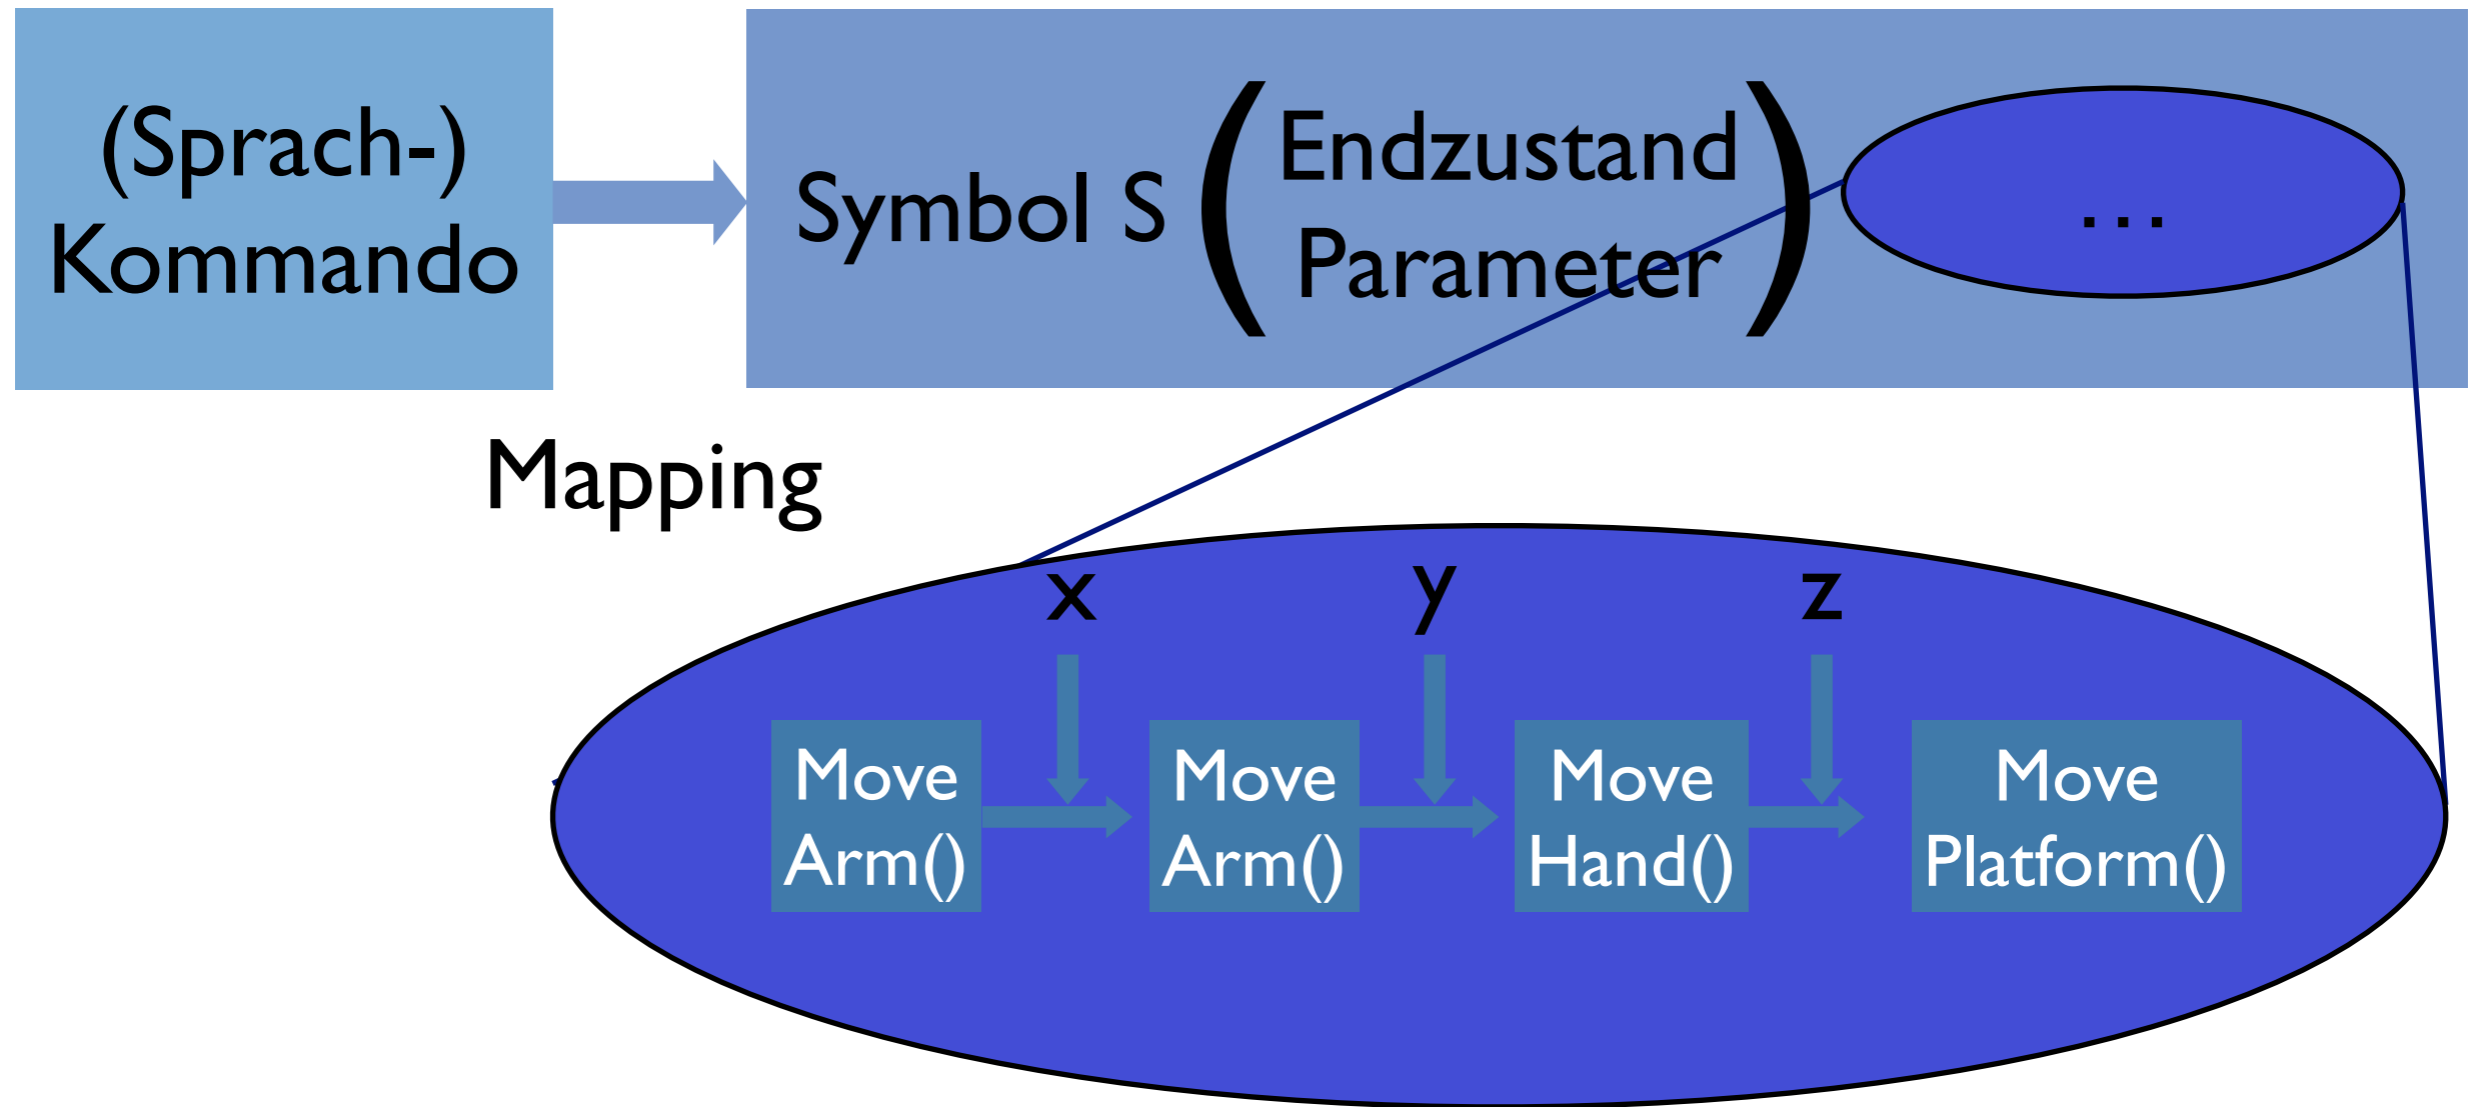 (Sprach-)
Kommando
Symbol S ( Endzustand
Parameter ) ...
Mapping
x y z
Move Move Move Move
Arm() Arm() Hand() Platform()